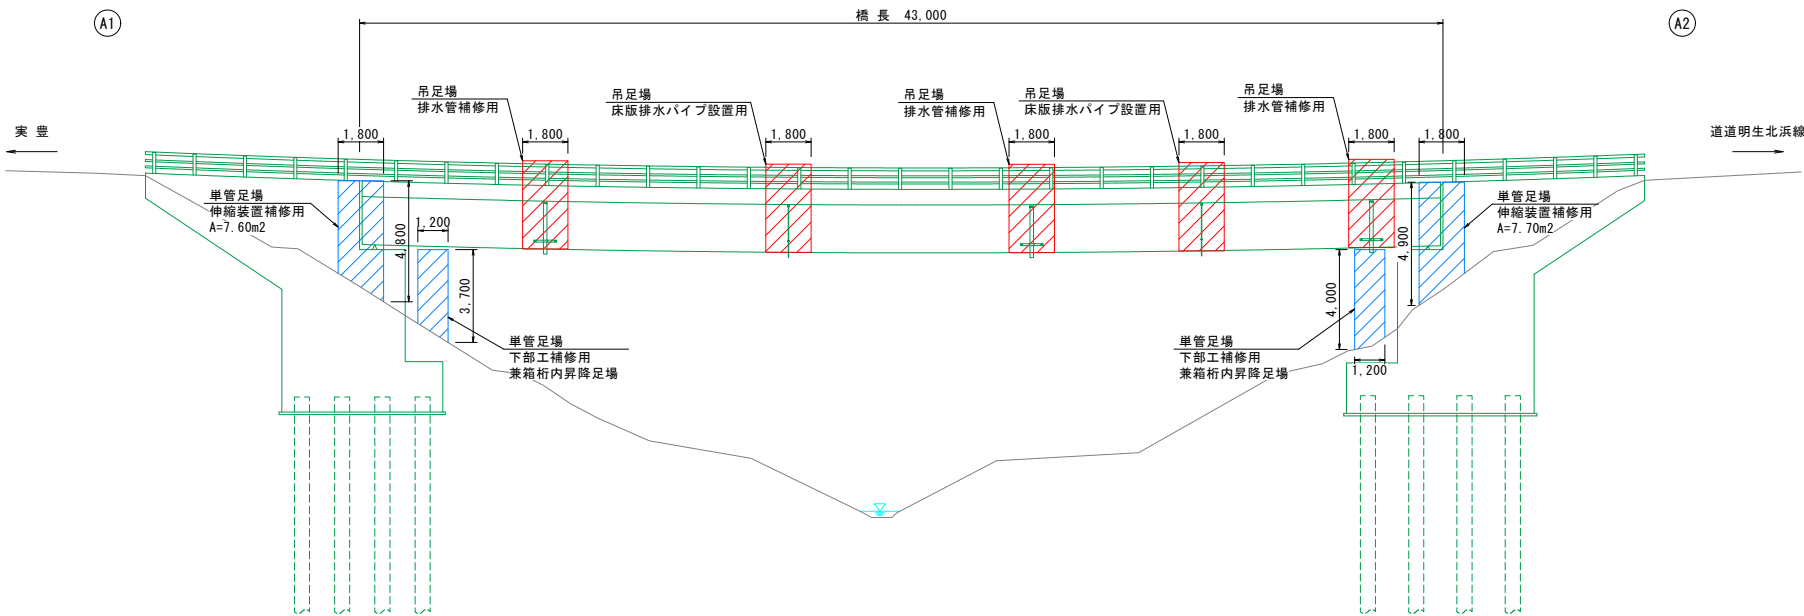 A1
橋 長 43,000
A2
吊足場
排水管補修用
吊足場
床版排水パイプ設置用
吊足場
排水管補修用
吊足場
床版排水パイプ設置用
吊足場
排水管補修用
実 豊
道道明生北浜線
1,800
1,800
1,800
1,800
1,800
1,800
1,800
単管足場
伸縮装置補修用
A=7.60m2
4,800
1,200
3,700
単管足場
下部工補修用
兼箱桁内昇降足場
単管足場
伸縮装置補修用
A=7.70m2
4,900
4,000
1,200
単管足場
下部工補修用
兼箱桁内昇降足場